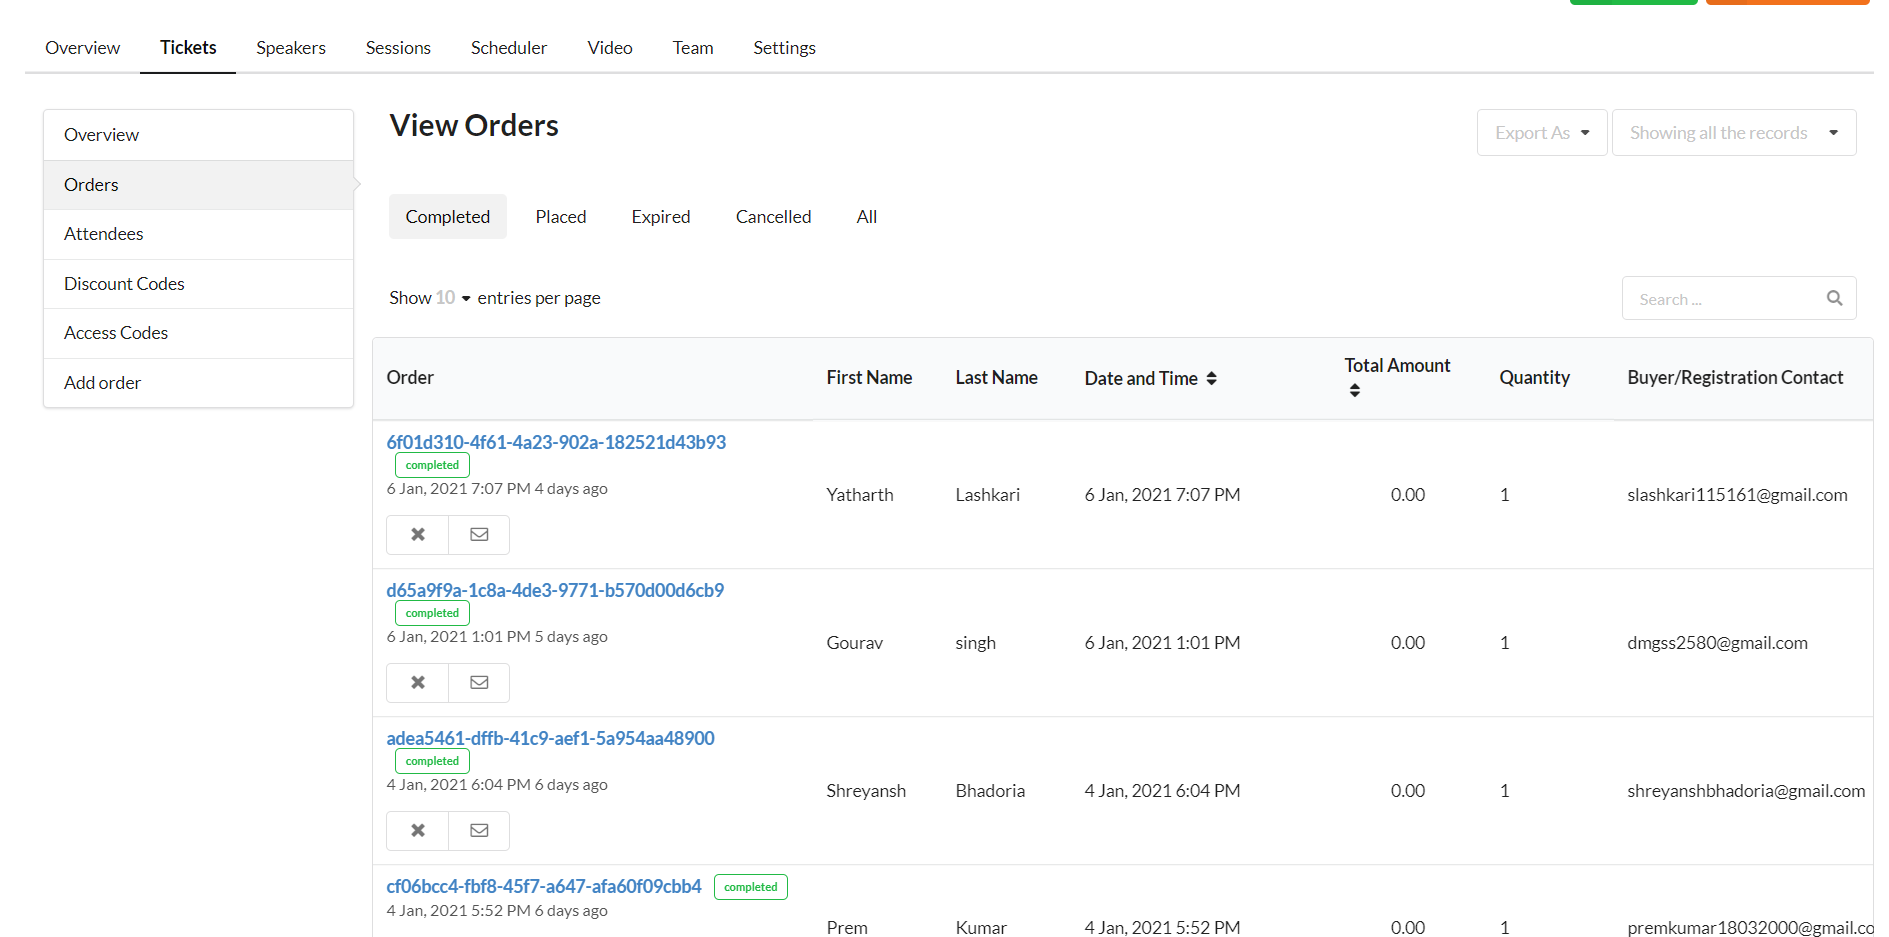 Overview Tickets Speakers Sessions Scheduler Video Team Settings
Overview
Orders
Attendees
Discount Codes
Access Codes
Add order
View Orders
Export As Showing all the records
Completed Placed Expired Cancelled All
Show 10 entries per page
Search ...
Order First Name Last Name Date and Time Total Amount Quantity Buyer/Registration Contact
6f01d310-4f61-4a23-902a-182521d43b93
completed
6 Jan, 2021 7:07 PM 4 days ago
Yatharth Lashkari 6 Jan, 2021 7:07 PM 0.00 1 slashkari115161@gmail.com
d65a9f9a-1c8a-4de3-9771-b570d00d6cb9
completed
6 Jan, 2021 1:01 PM 5 days ago
Gourav singh 6 Jan, 2021 1:01 PM 0.00 1 dmgss2580@gmail.com
adea5461-dffb-41c9-aef1-5a954aa48900
completed
4 Jan, 2021 6:04 PM 6 days ago
Shreyansh Bhadoria 4 Jan, 2021 6:04 PM 0.00 1 shreyanshbhadoria@gmail.com
cf06bcc4-fbf8-45f7-a647-afa60f09cbb4 completed
4 Jan, 2021 5:52 PM 6 days ago
Prem Kumar 4 Jan, 2021 5:52 PM 0.00 1 premkumar18032000@gmail.co